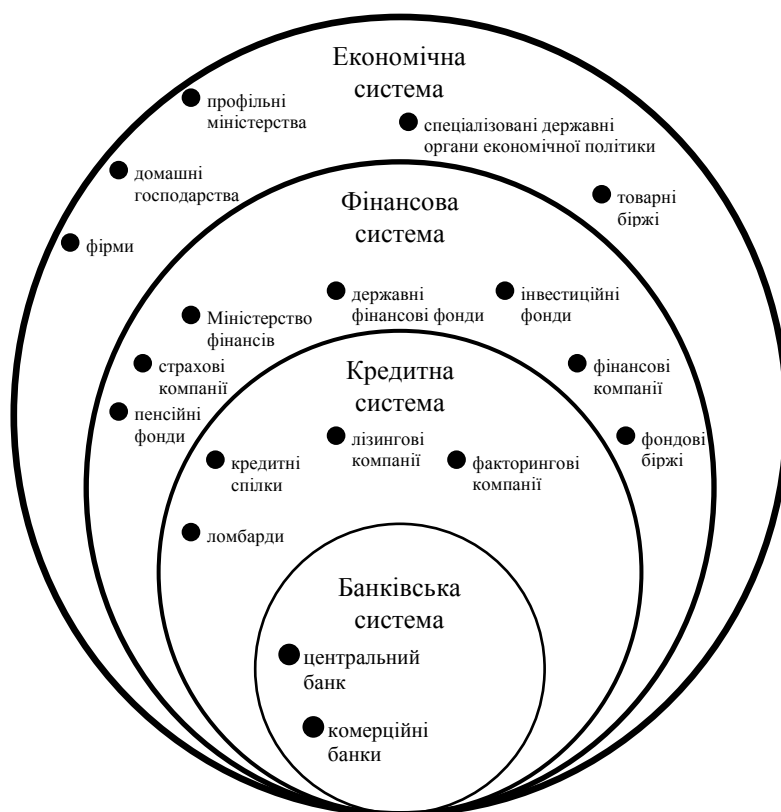 Економічна
система
профільні
міністерства
спеціалізовані державні
органи економічної політики
домашні
господарства
товарні
біржі
фірми
Фінансова
система
державні
фінансові фонди
інвестиційні
фонди
Міністерство
фінансів
страхові
компанії
фінансові
компанії
пенсійні
фонди
фондові
біржі
Кредитна
система
лізингові
компанії
кредитні
спілки
факторингові
компанії
ломбарди
Банківська
система
центральний
банк
комерційні
банки